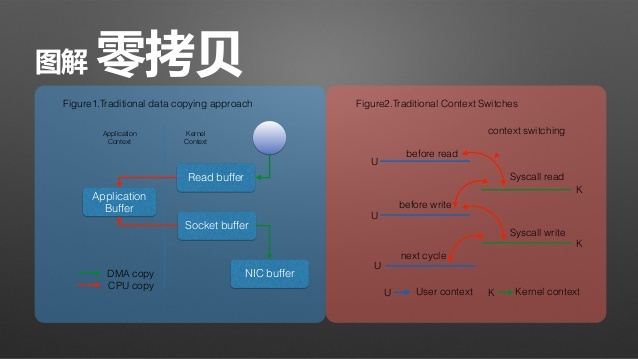 图解 零拷贝
Figure1.Traditional data copying approach
Application
Context
Kernel
Context
Read buffer
Application
Buffer
Socket buffer
NIC buffer
DMA copy
CPU copy
Figure2.Traditional Context Switches
context switching
before read
U
Syscall read
K
before write
U
Syscall write
K
next cycle
U
U User context K Kernel context